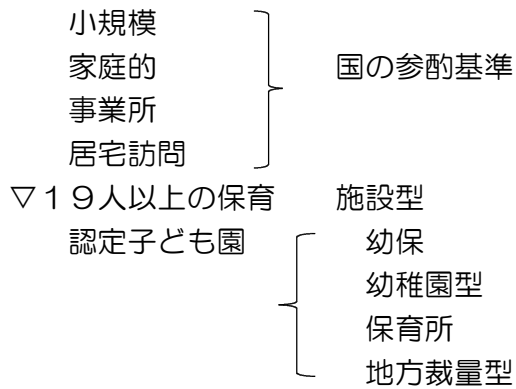 小規模
家庭的 国の参酌基準
事業所
居宅訪問
▽19人以上の保育 施設型
認定子ども園 幼保
幼稚園型
保育所
地方裁量型